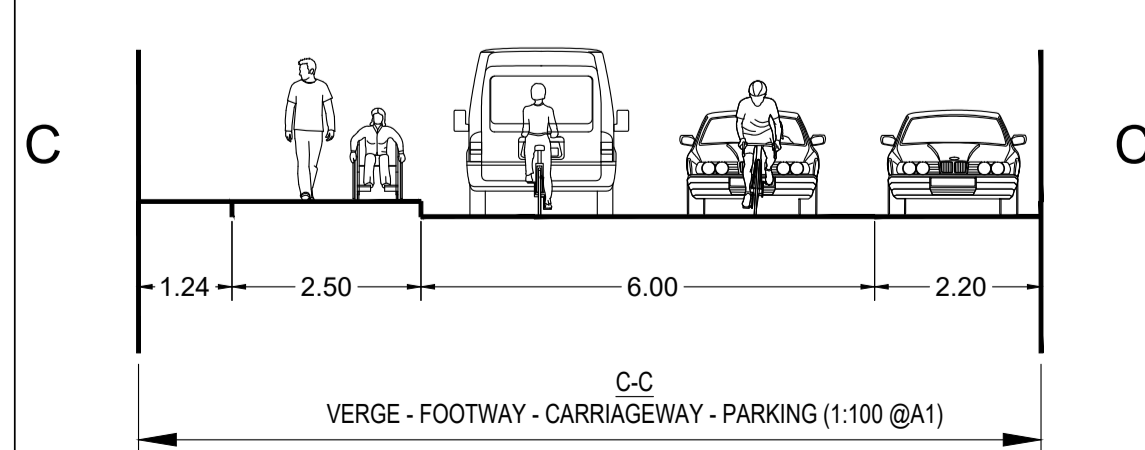 C
C
1.24
2.50
6.00
2.20
C-C
VERGE - FOOTWAY - CARRIAGEWAY - PARKING (1:100 @A1)